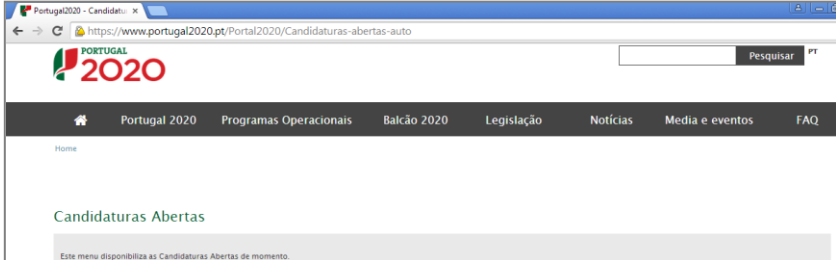 Portugal2020 - Candidatu
https://www.portugal2020.pt/Portal2020/Candidaturas-abertas-auto
PORTUGAL
2020
Pesquisar PT
Portugal 2020 Programas Operacionais Balcão 2020 Legislação Notícias Media e eventos FAQ
Home
Candidaturas Abertas
Este menu disponibiliza as Candidaturas Abertas de momento.